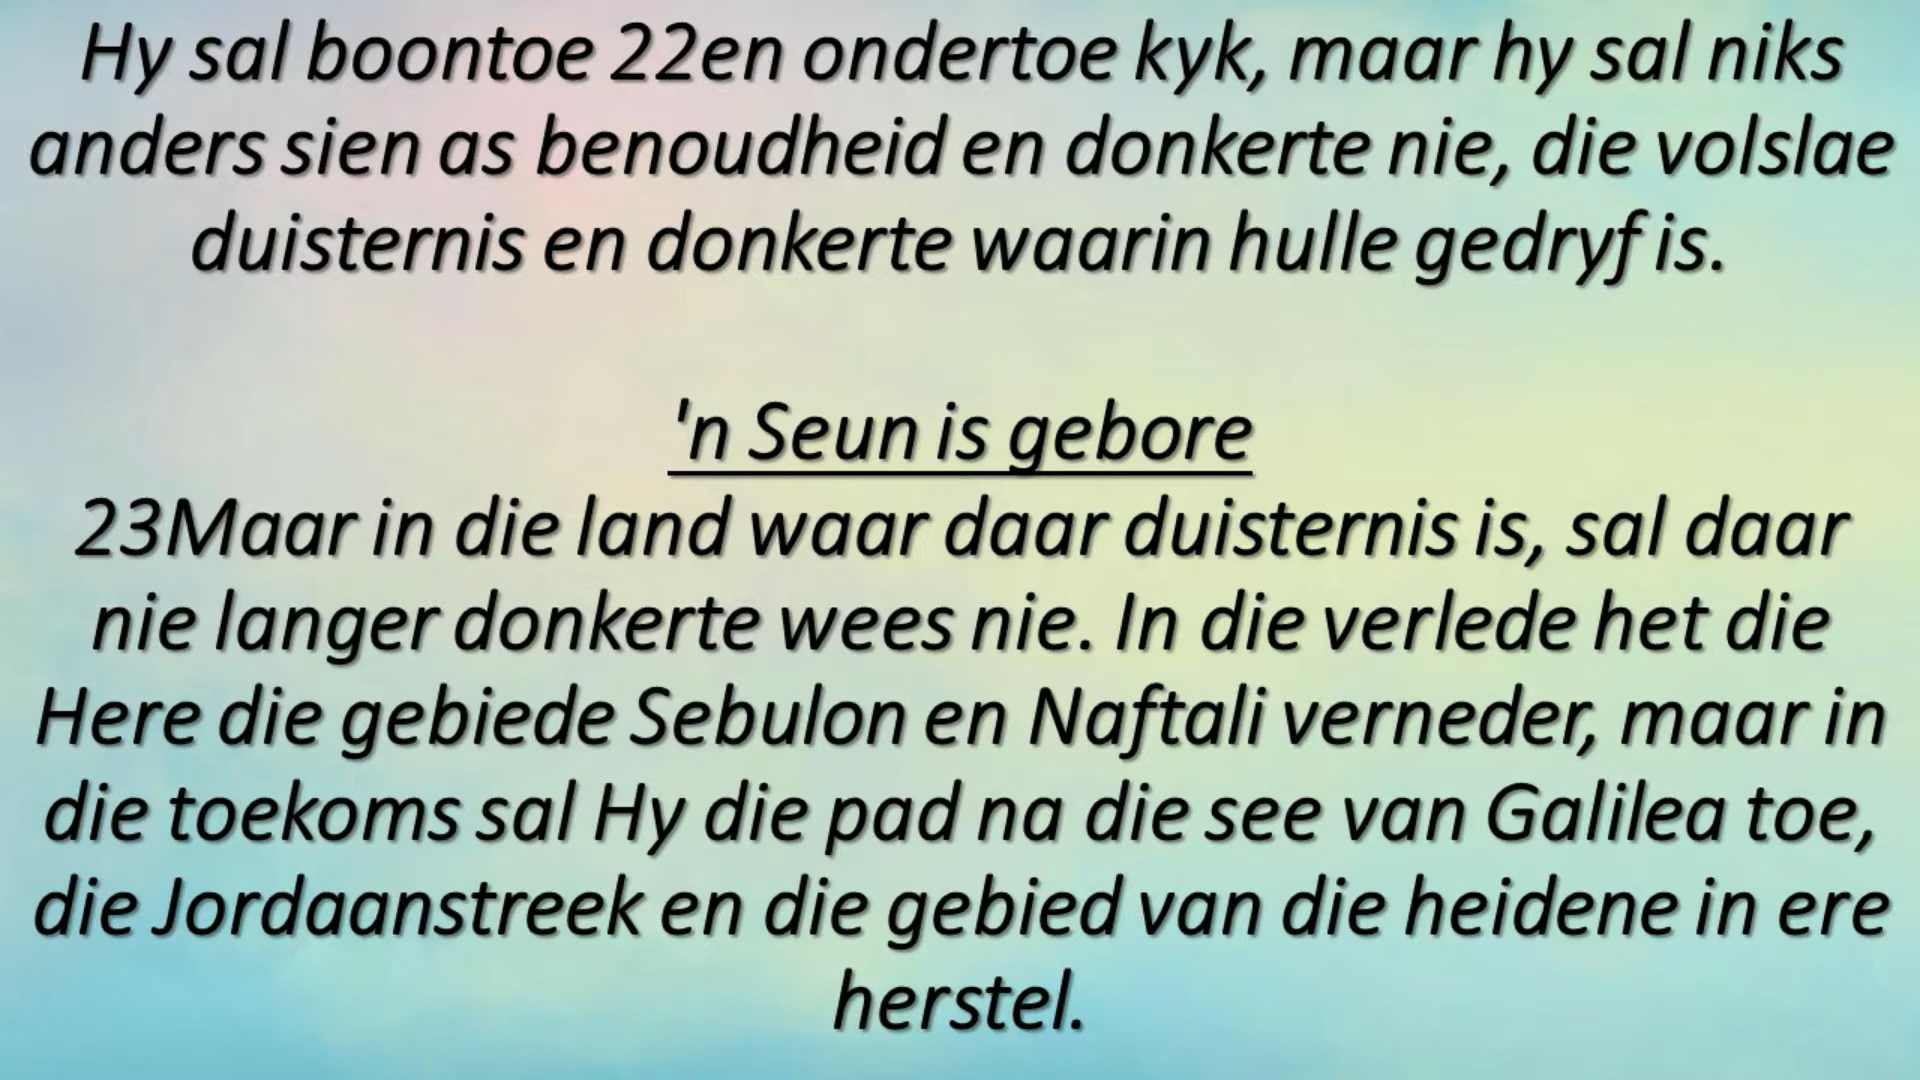 Hy sal boontoe 22en ondertoe kyk, maar hy sal niks
anders sien as benoudheid en donkerte nie, die volslae
duisternis en donkerte waarin hulle gedryf is.
'n Seun is gebore
23Maar in die land waar daar duisternis is, sal daar
nie langer donkerte wees nie. In die verlede het die
Here die gebiede Sebulon en Naftali verneder, maar in
die toekoms sal Hy die pad na die see van Galilea toe,
die Jordaanstreek en die gebied van die heidene in ere
herstel.